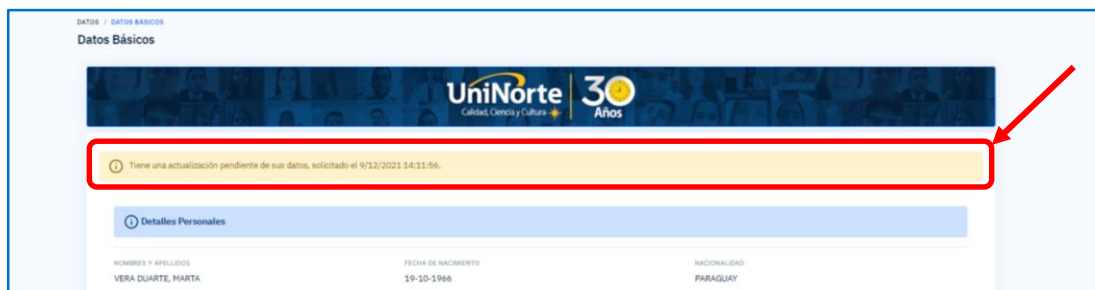 DATOS / DATOS BÁSICOS
Datos Básicos
UniNorte 30
Calidad, Ciencia y Cultura Años
Tiene una actualización pendiente de sus datos, solicitado el 9/12/2021 14:11:56.
Detalles Personales
NOMBRES Y APELLIDOS FECHA DE NACIMIENTO NACIONALIDAD
VERA DUARTE, MARTA 19-10-1966 PARAGUAY